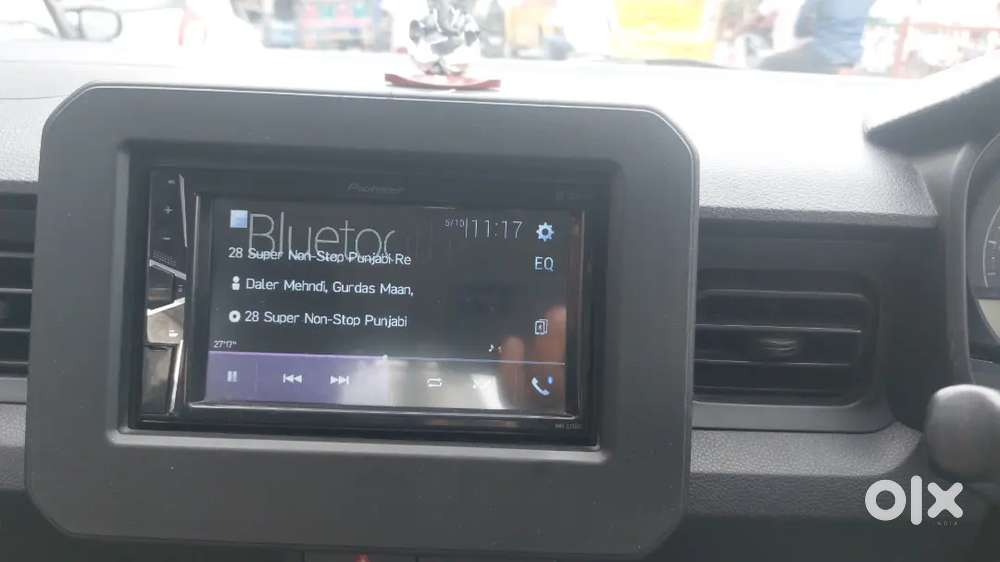 Pioneer
Bluetoo
5/10 11:17
28 Super Non-Stop Punjabi Re
EQ
Daler Mehndi, Gurdas Maan,
28 Super Non-Stop Punjabi
27'17"
olx
INDIA